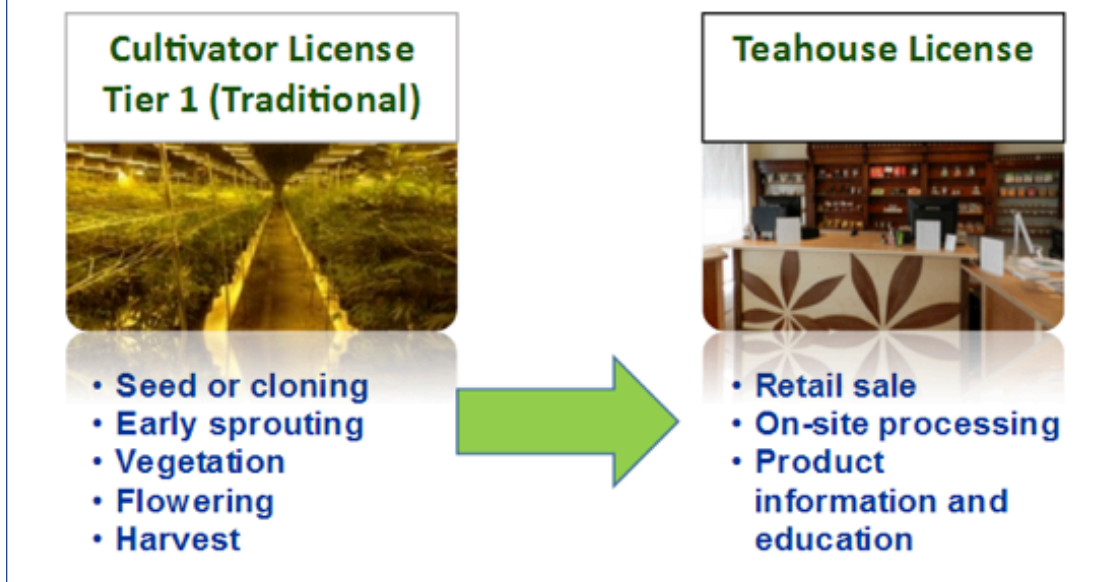 Cultivator License
Tier 1 (Traditional)
• Seed or cloning
• Early sprouting
• Vegetation
• Flowering
• Harvest
Teahouse License
• Retail sale
• On-site processing
• Product
information and
education